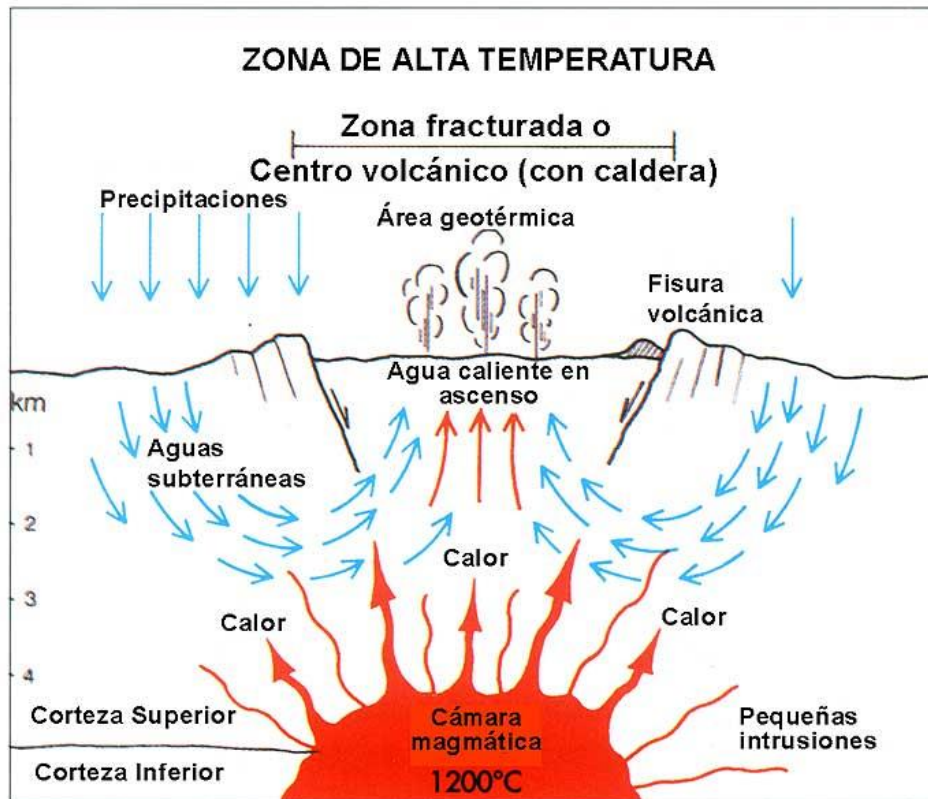 ZONA DE ALTA TEMPERATURA
Zona fracturada o
Centro volcánico (con caldera)
Precipitaciones
Área geotérmica
Fisura
volcánica
Agua caliente en
ascenso
km
Aguas
subterráneas
1
2
3
4
Calor
Calor
Calor
Corteza Superior
Corteza Inferior
Cámara
magmática
1200°C
Pequeñas
intrusiones